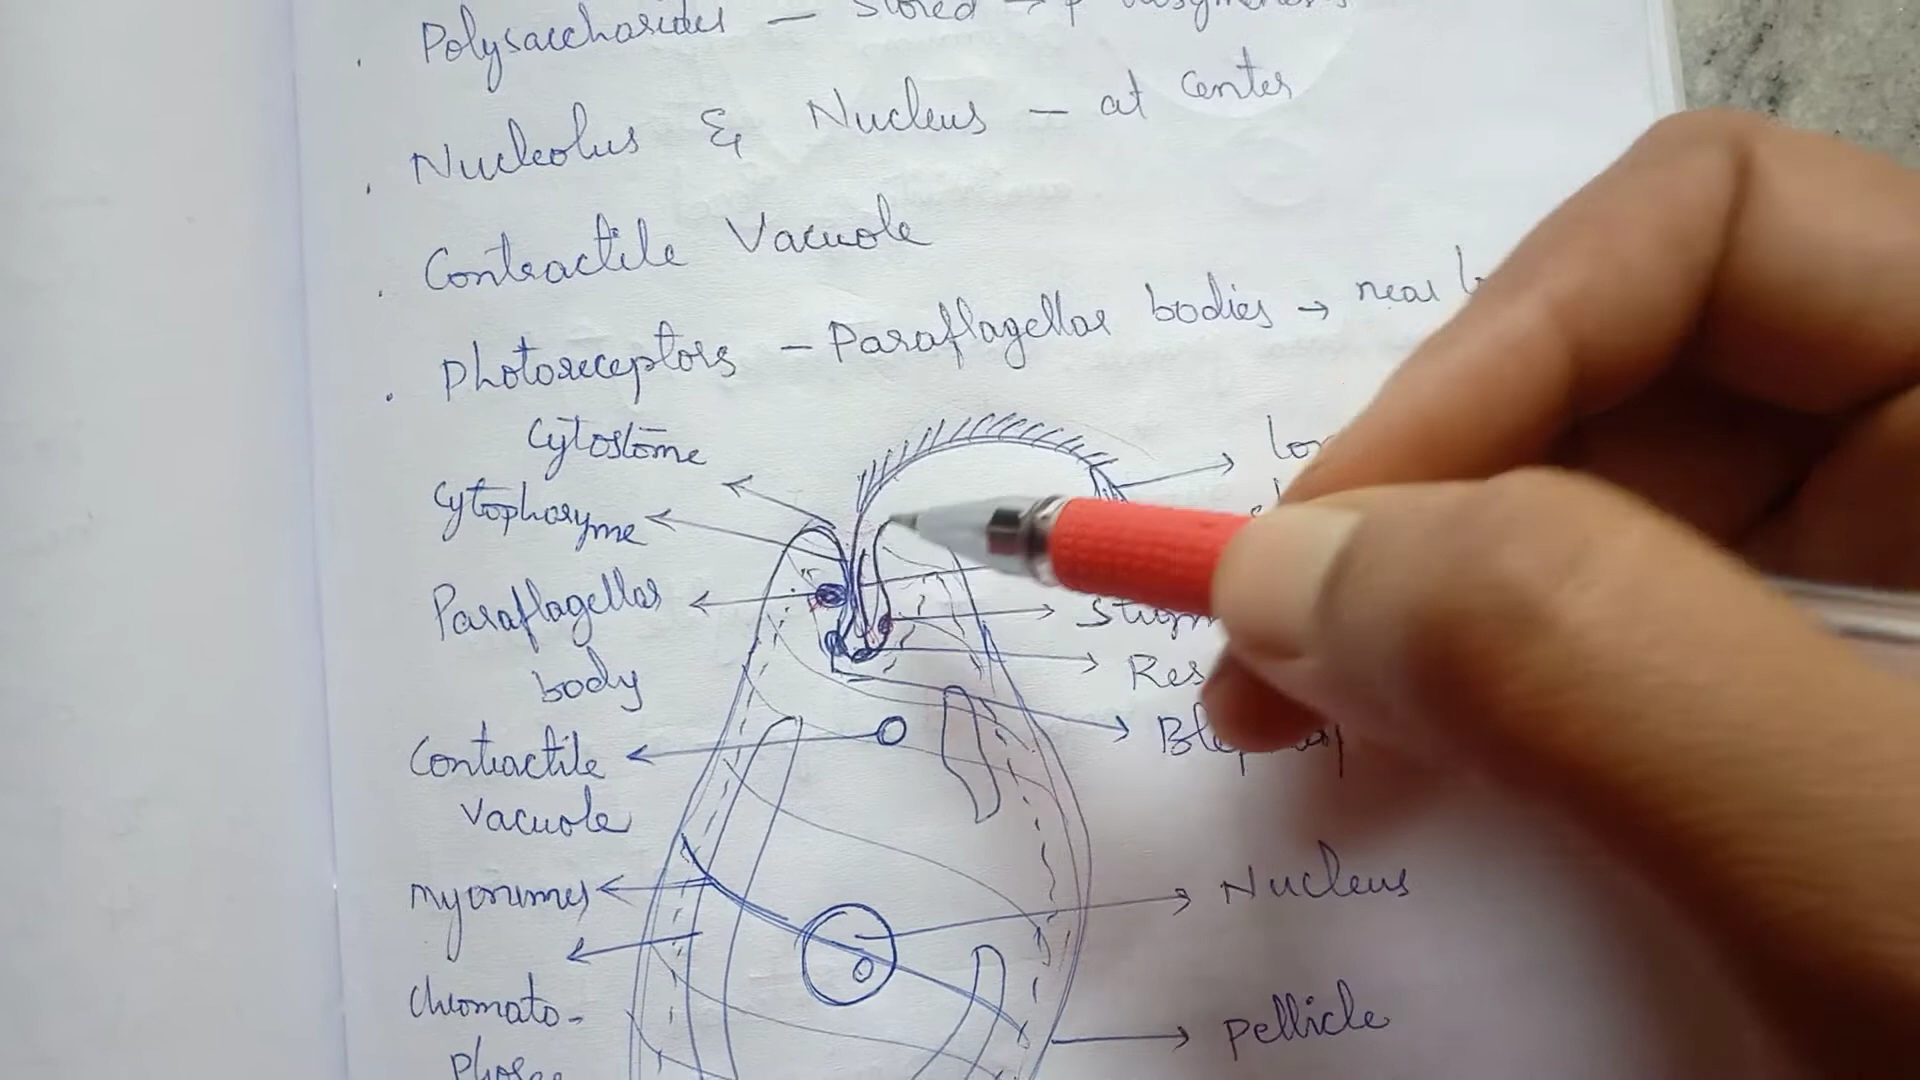 Polysaccharides — Stored →
Nucleolus & Nucleus — at center
Contractile Vacuole
Photoreceptors — Paraflagellar bodies → near
Cytostome
Cytopharynx
Paraflagellar
body
Contractile
Vacuole
myonemes
Chromato-
Nucleus
Pellicle